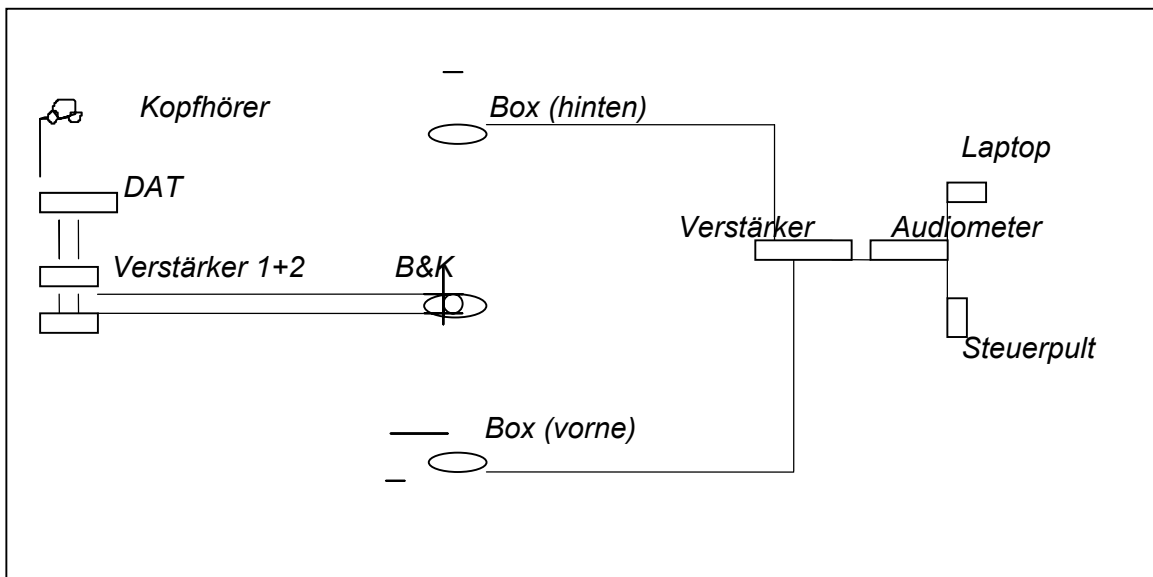 Kopfhörer
Box (hinten)
Laptop
DAT
Verstärker
Audiometer
Verstärker 1+2
B&K
Steuerpult
Box (vorne)